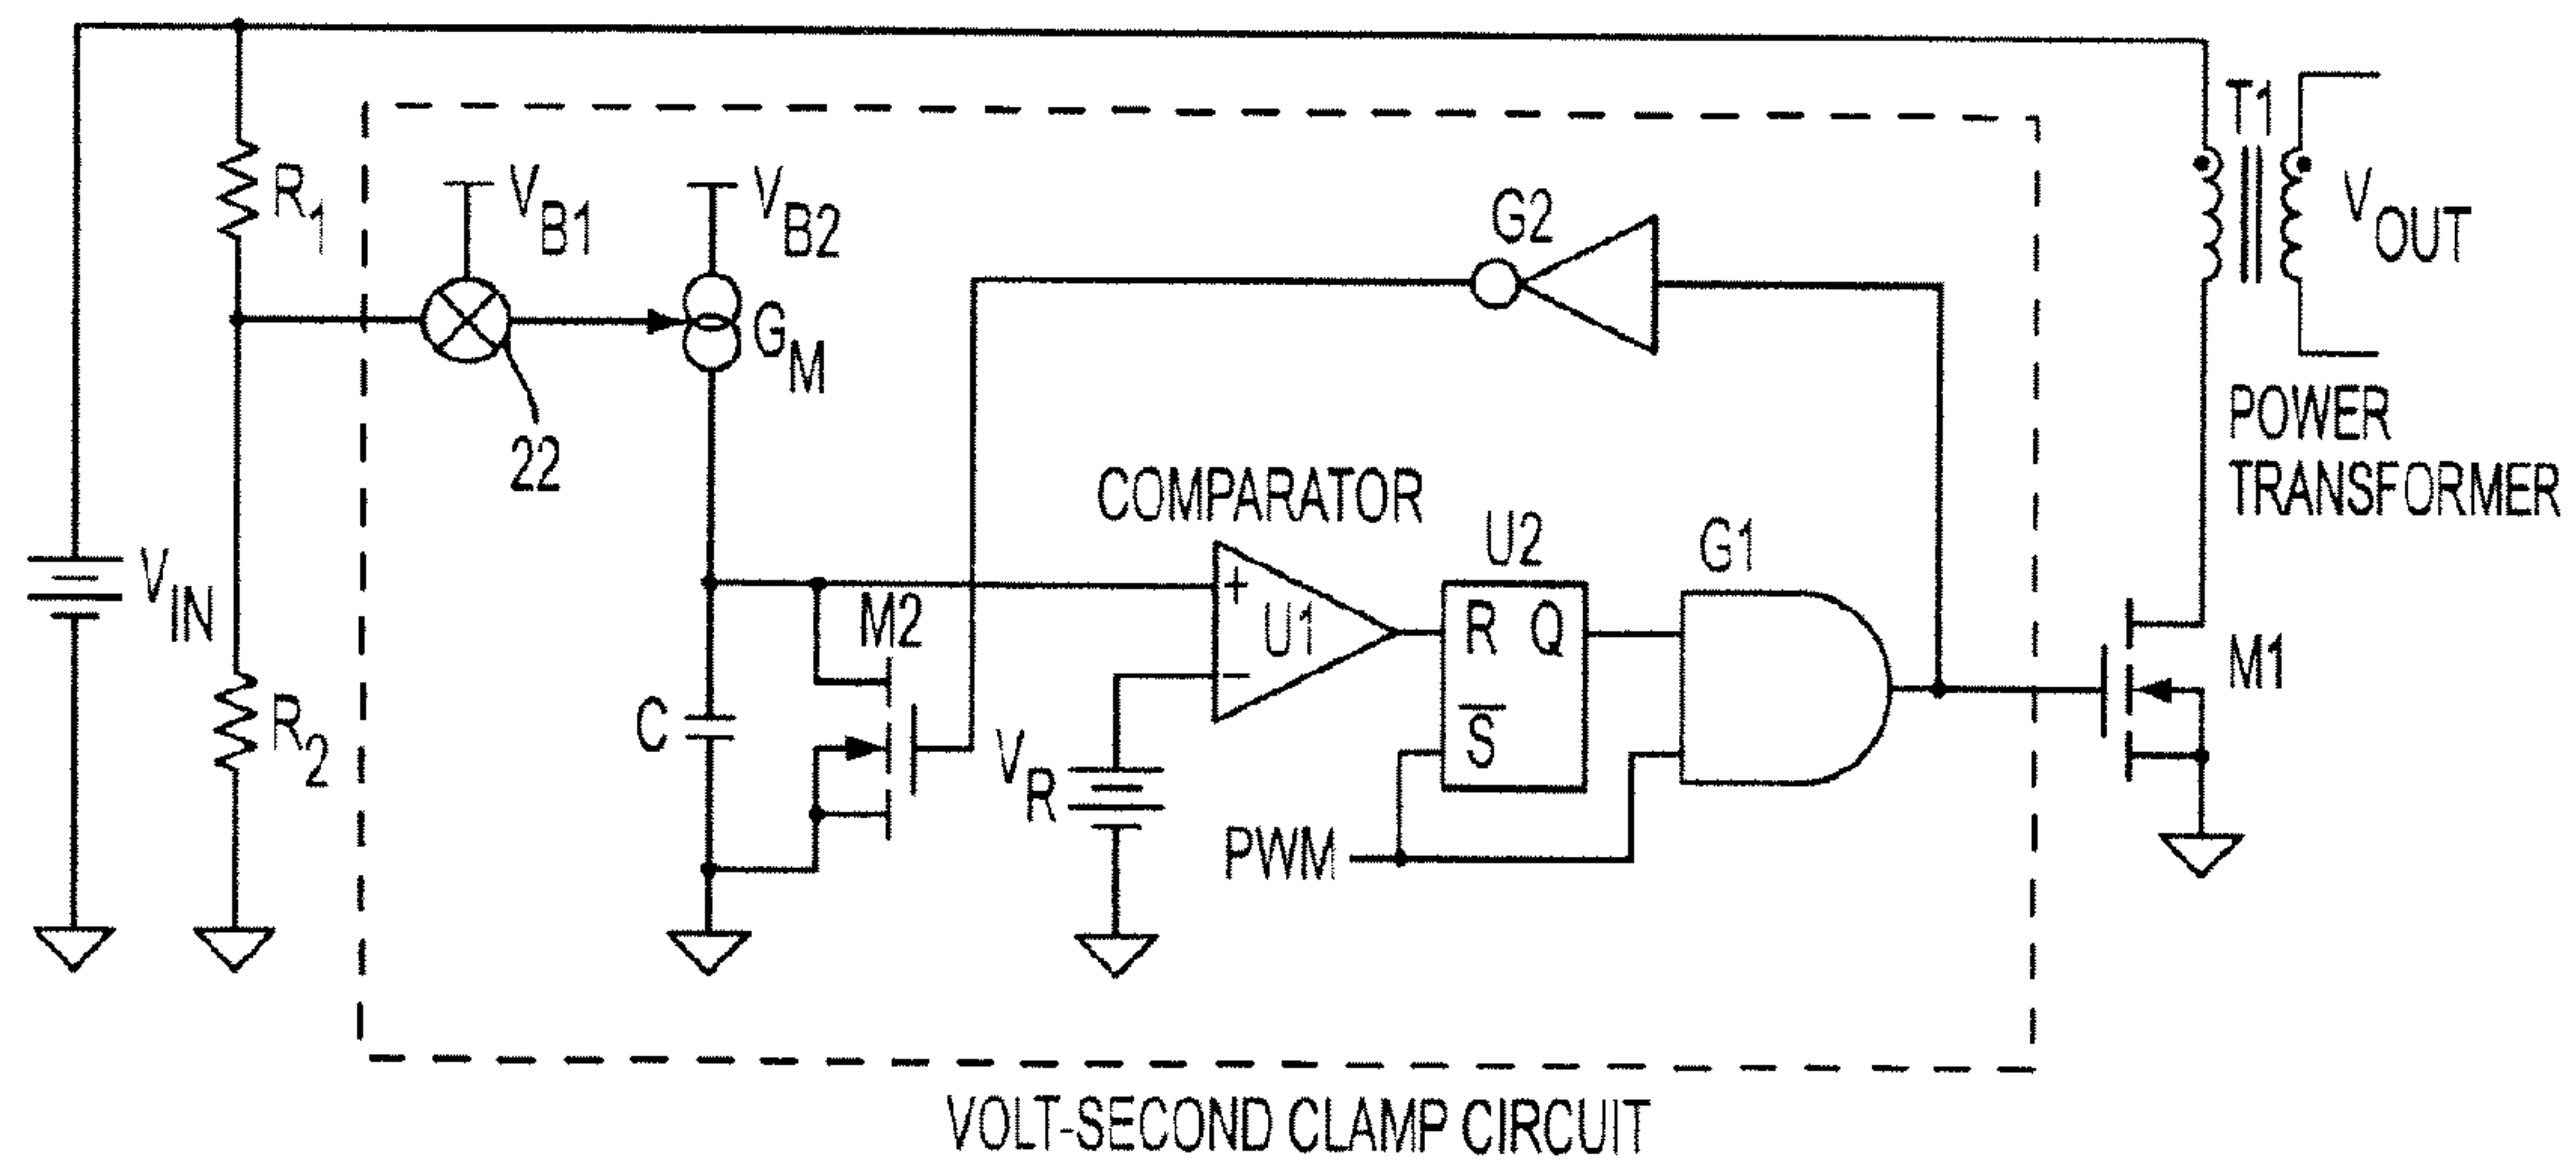 T1
R1
VB1
VB2
G2
VOUT
GM
22
POWER
TRANSFORMER
COMPARATOR
U2
G1
VIN
M2
+
U1
R Q
M1
R2
C
−
S̅
VR
PWM
VOLT-SECOND CLAMP CIRCUIT